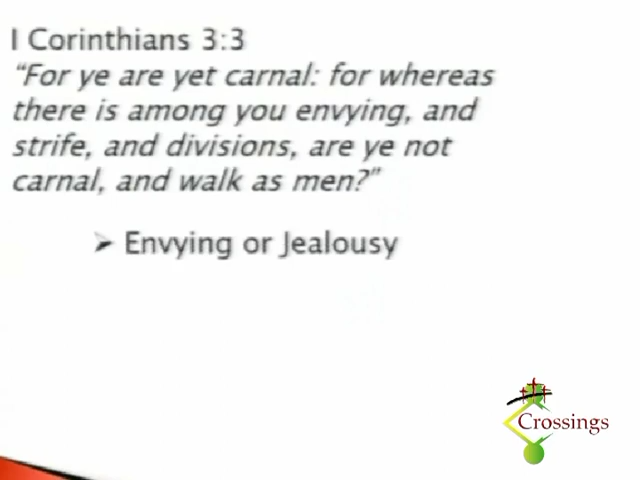 I Corinthians 3:3
“For ye are yet carnal: for whereas
there is among you envying, and
strife, and divisions, are ye not
carnal, and walk as men?”
➢ Envying or Jealousy
Crossings